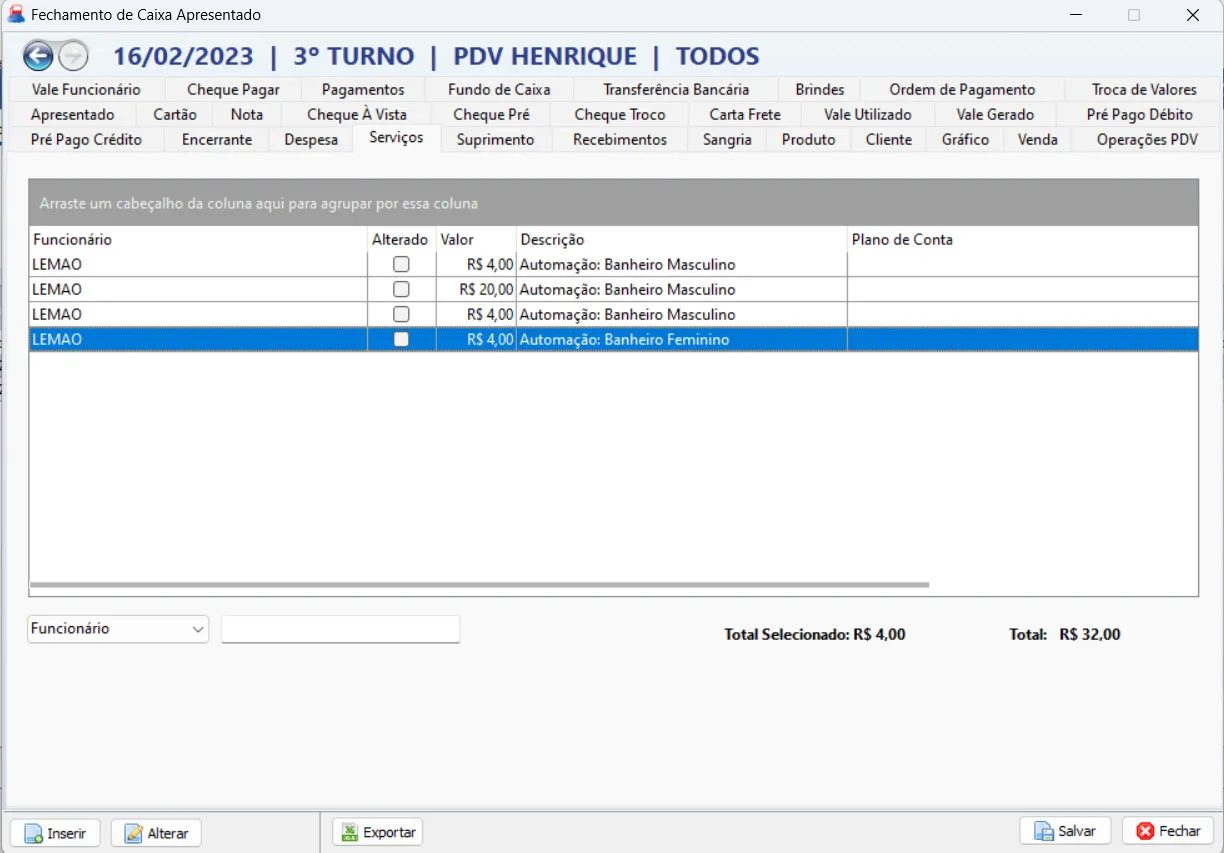 Fechamento de Caixa Apresentado
16/02/2023 | 3º TURNO | PDV HENRIQUE | TODOS
Vale Funcionário Cheque Pagar Pagamentos Fundo de Caixa Transferência Bancária Brindes Ordem de Pagamento Troca de Valores
Apresentado Cartão Nota Cheque À Vista Cheque Pré Cheque Troco Carta Frete Vale Utilizado Vale Gerado Pré Pago Débito
Pré Pago Crédito Encerrante Despesa Serviços Suprimento Recebimentos Sangria Produto Cliente Gráfico Venda Operações PDV
Arraste um cabeçalho da coluna aqui para agrupar por essa coluna
Funcionário Alterado Valor Descrição Plano de Conta
LEMAO R$ 4,00 Automação: Banheiro Masculino
LEMAO R$ 20,00 Automação: Banheiro Masculino
LEMAO R$ 4,00 Automação: Banheiro Masculino
LEMAO R$ 4,00 Automação: Banheiro Feminino
Funcionário Total Selecionado: R$ 4,00 Total: R$ 32,00
Inserir Alterar Exportar Salvar Fechar